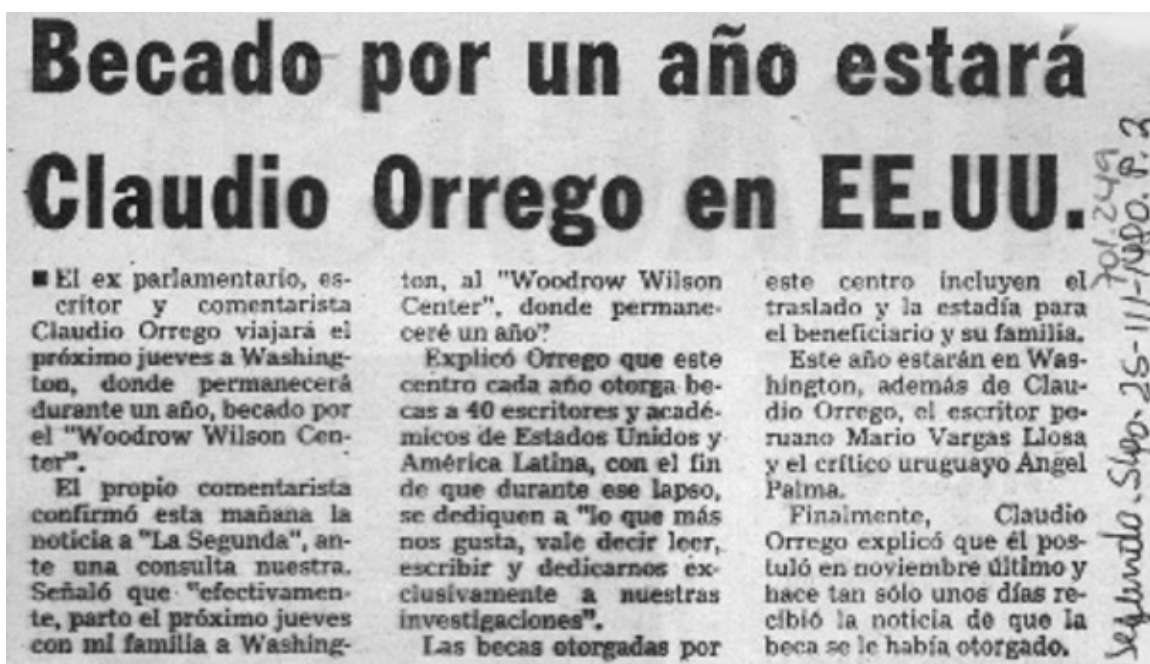 Becado por un año estará
Claudio Orrego en EE.UU.
■ El ex parlamentario, es-
critor y comentarista
Claudio Orrego viajará el
próximo jueves a Washing-
ton, donde permanecerá
durante un año, becado por
el "Woodrow Wilson Cen-
ter".
El propio comentarista
confirmó esta mañana la
noticia a "La Segunda", an-
te una consulta nuestra.
Señaló que "efectivamen-
te, parto el próximo jueves
con mi familia a Washing-
ton, al "Woodrow Wilson
Center", donde permane-
ceré un año"?
Explicó Orrego que este
centro cada año otorga be-
cas a 40 escritores y acadé-
micos de Estados Unidos y
América Latina, con el fin
de que durante ese lapso,
se dediquen a "lo que más
nos gusta, vale decir leer,
escribir y dedicarnos ex-
clusivamente a nuestras
investigaciones".
Las becas otorgadas por
este centro incluyen el
traslado y la estadía para
el beneficiario y su familia.
Este año estarán en Was-
hington, además de Clau-
dio Orrego, el escritor pe-
ruano Mario Vargas Llosa
y el crítico uruguayo Angel
Palma.
Finalmente, Claudio
Orrego explicó que él pos-
tuló en noviembre último y
hace tan sólo unos días re-
cibió la noticia de que la
beca se le había otorgado.
701.249
Segunda. Stgo. 25-III-1980. P. 2